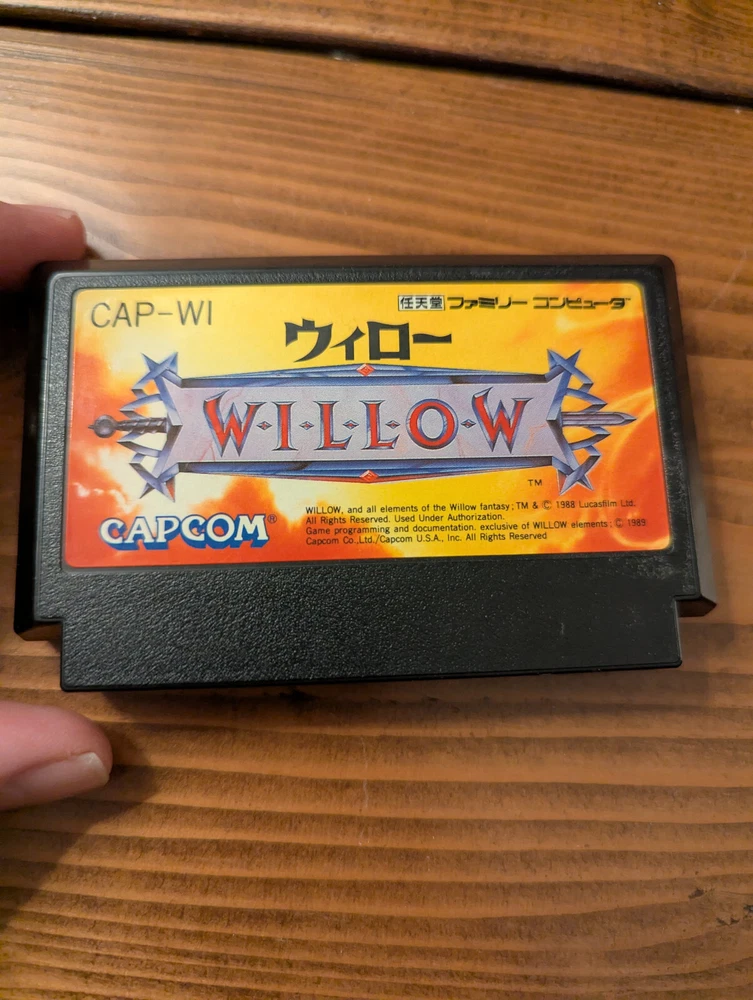 CAP-WI
任天堂 ファミリー コンピュータ™
ウィロー
W·I·L·L·O·W
™
CAPCOM®
WILLOW, and all elements of the Willow fantasy; TM & © 1988 Lucasfilm Ltd.
All Rights Reserved. Used Under Authorization.
Game programming and documentation. exclusive of WILLOW elements; © 1989
Capcom Co.,Ltd./Capcom U.S.A., Inc. All Rights Reserved